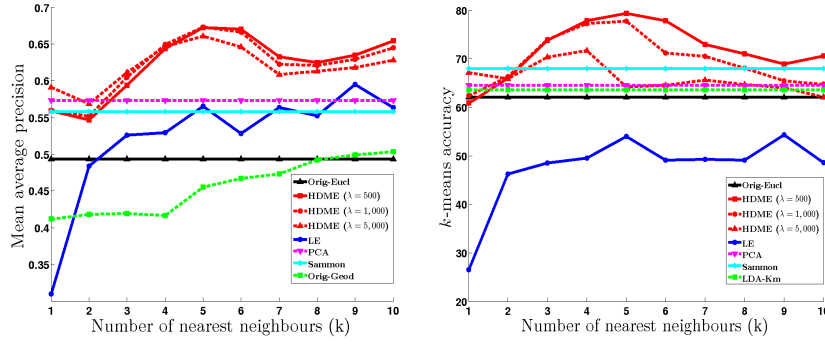 Mean average precision
0.7
0.65
0.6
0.55
0.5
0.45
0.4
0.35
1 2 3 4 5 6 7 8 9 10
Number of nearest neighbours (k)
Orig-Eucl
HDME (λ = 500)
HDME (λ = 1,000)
HDME (λ = 5,000)
LE
PCA
Sammon
Orig-Geod
k-means accuracy
80
70
60
50
40
30
20
1 2 3 4 5 6 7 8 9 10
Number of nearest neighbours (k)
Orig-Eucl
HDME (λ = 500)
HDME (λ = 1,000)
HDME (λ = 5,000)
LE
PCA
Sammon
LDA-Km